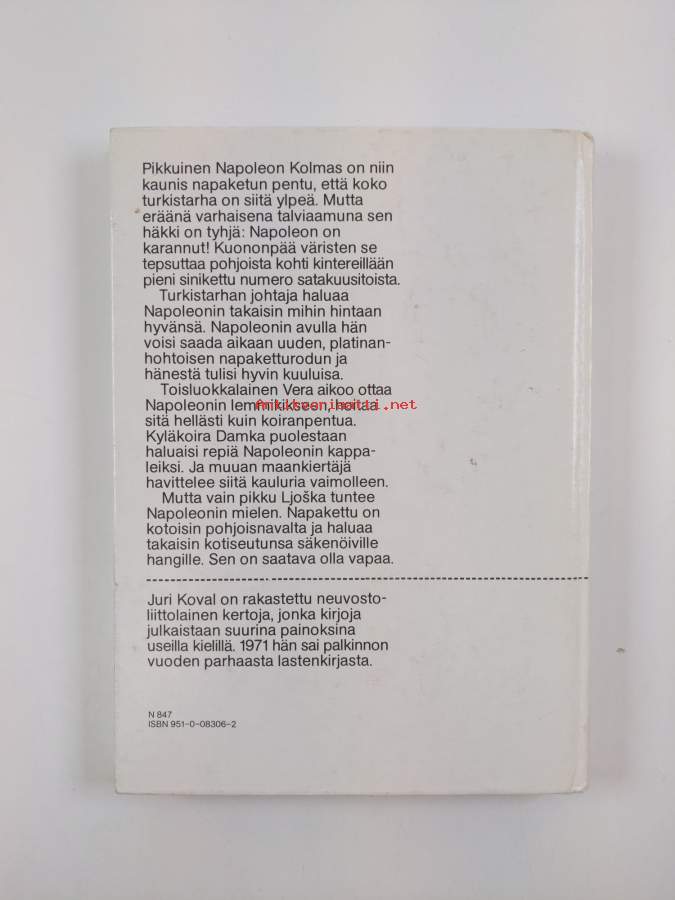 Pikkuinen Napoleon Kolmas on niin
kaunis napaketun pentu, että koko
turkistarha on siitä ylpeä. Mutta
eräänä varhaisena talviaamuna sen
häkki on tyhjä: Napoleon on
karannut! Kuononpää väristen se
tepsuttaa pohjoista kohti kintereillään
pieni sinikettu numero satakuusitoista.
Turkistarhan johtaja haluaa
Napoleonin takaisin mihin hintaan
hyvänsä. Napoleonin avulla hän
voisi saada aikaan uuden, platinan-
hohtoisen napaketturodun ja
hänestä tulisi hyvin kuuluisa.
Toisluokkalainen Vera aikoo ottaa
Napoleonin lemmikikseen, hoitaa
sitä hellästi kuin koiranpentua.
Kyläkoira Damka puolestaan
haluaisi repiä Napoleonin kappa-
leiksi. Ja muuan maankiertäjä
havittelee siitä kauluria vaimolleen.
Mutta vain pikku Ljoška tuntee
Napoleonin mielen. Napakettu on
kotoisin pohjoisnavalta ja haluaa
takaisin kotiseutunsa säkenöiville
hangille. Sen on saatava olla vapaa.
Juri Koval on rakastettu neuvosto-
liittolainen kertoja, jonka kirjoja
julkaistaan suurina painoksina
useilla kielillä. 1971 hän sai palkinnon
vuoden parhaasta lastenkirjasta.
N 847
ISBN 951-0-08306-2